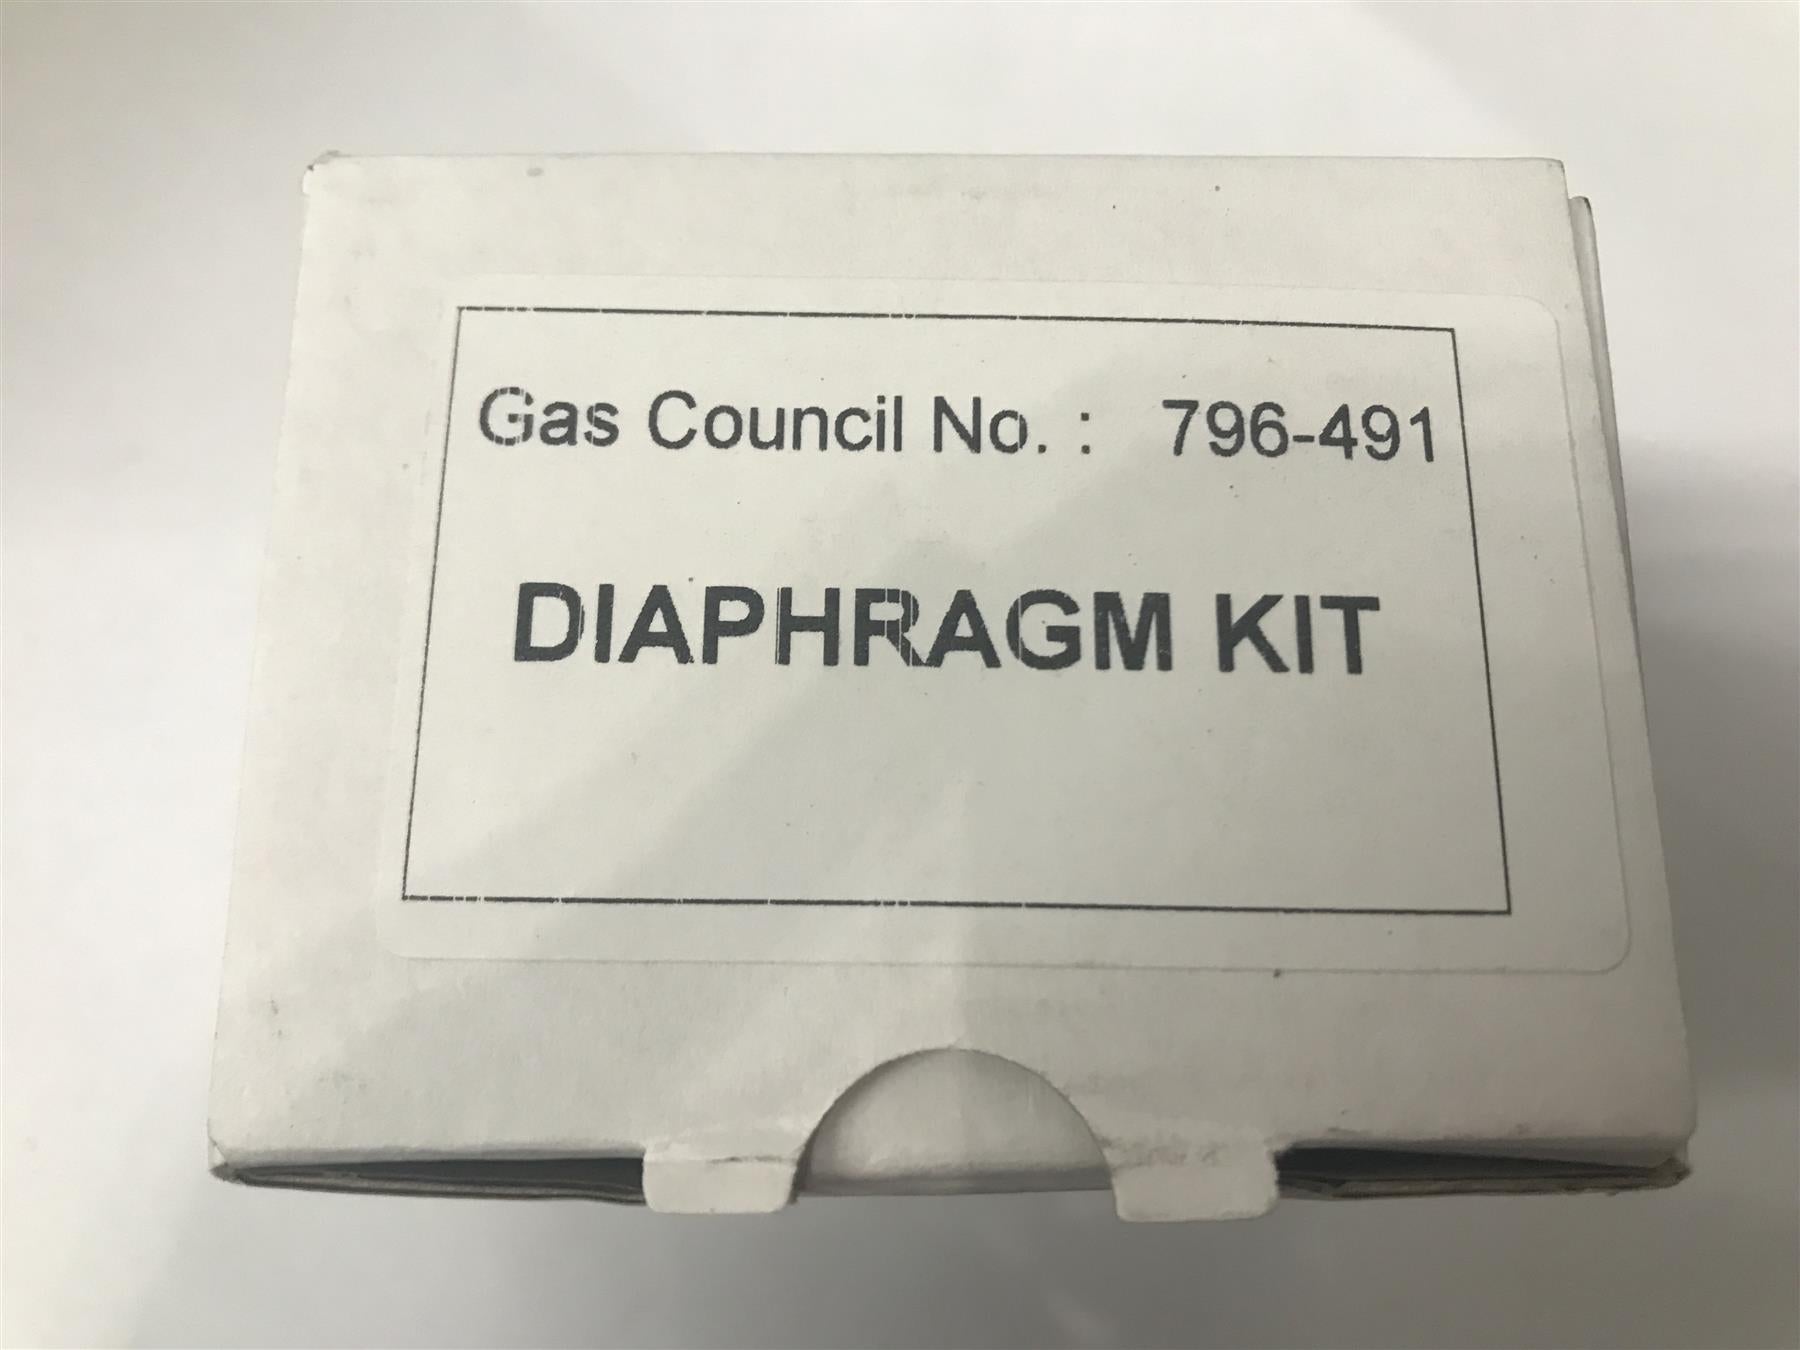 Gas Council No. : 796-491
DIAPHRAGM KIT